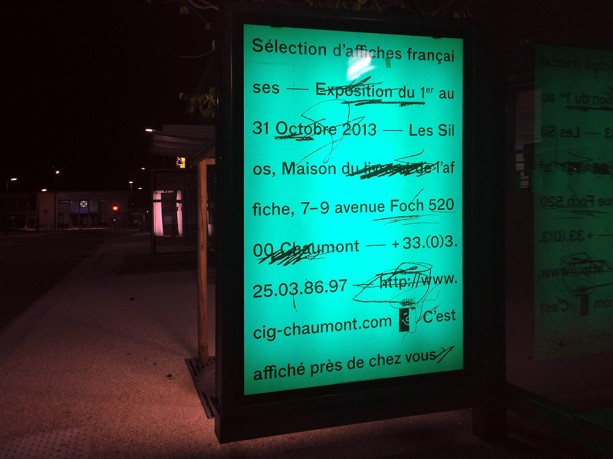 Sélection d'affiches françai
ses — Exposition du 1er au
31 Octobre 2013 — Les Sil
os, Maison du livre et de l'af
fiche, 7–9 avenue Foch 520
00 Chaumont — +33.(0)3.
25.03.86.97 — http://www.
cig-chaumont.com C'est
affiché près de chez vous